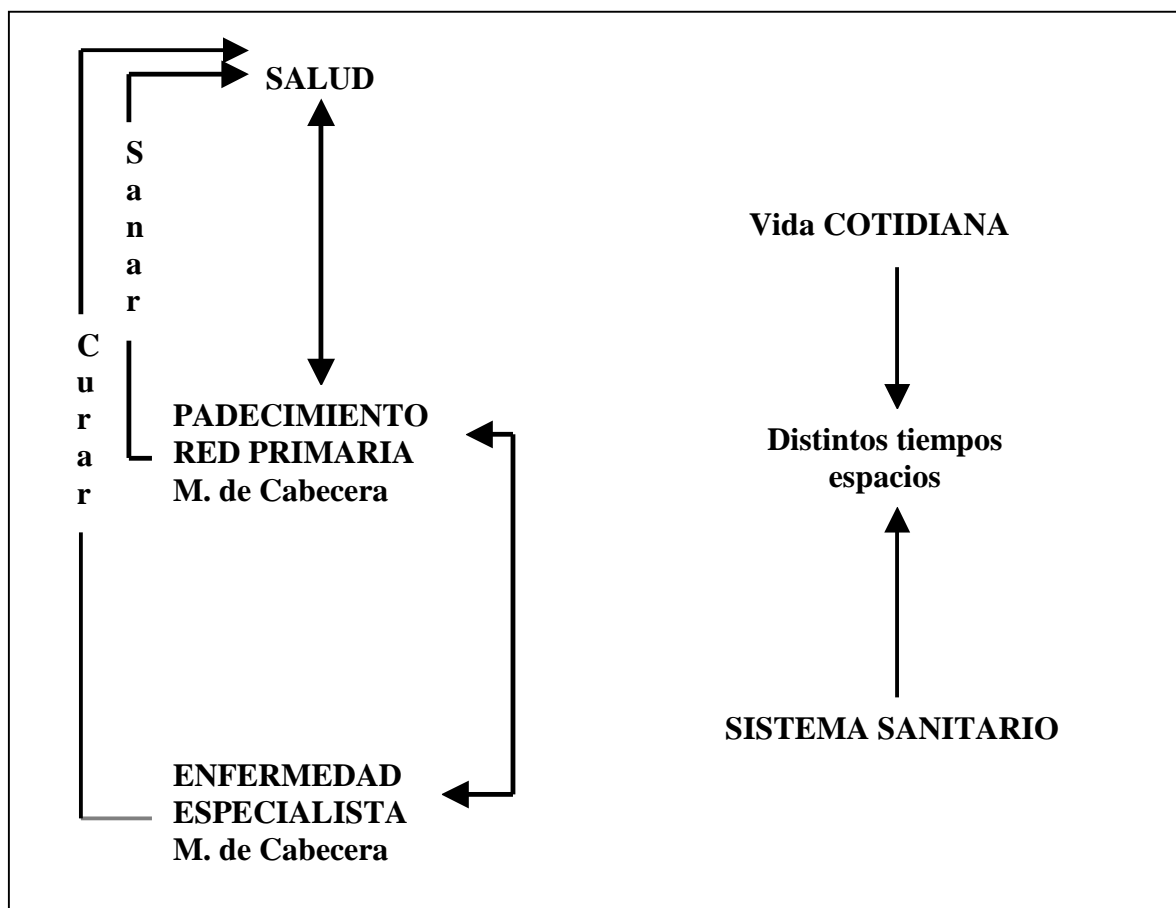 SALUD
Sanar
Curar
PADECIMIENTO
RED PRIMARIA
M. de Cabecera
ENFERMEDAD
ESPECIALISTA
M. de Cabecera
Vida COTIDIANA
Distintos tiempos
espacios
SISTEMA SANITARIO